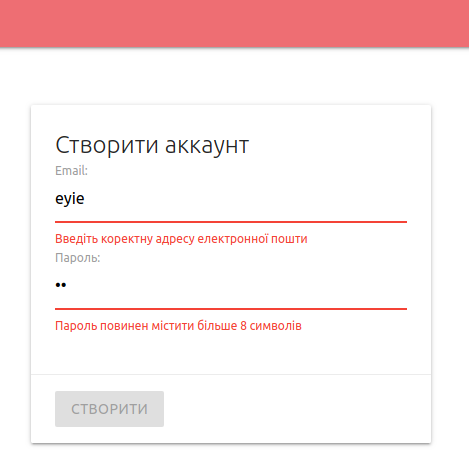 Створити аккаунт
Email:
eyie
Введіть коректну адресу електронної пошти
Пароль:
••
Пароль повинен містити більше 8 символів
СТВОРИТИ